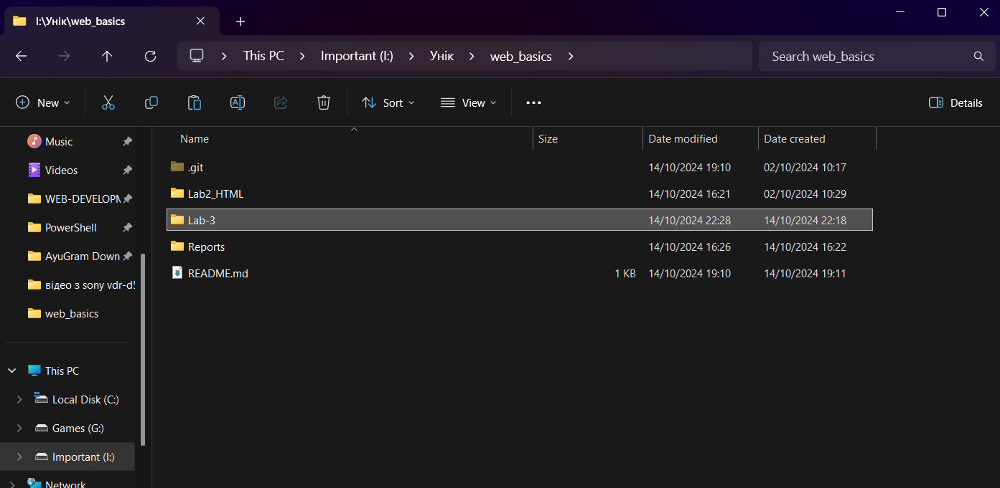 I:\Унік\web_basics
This PC Important (I:) Унік web_basics
Search web_basics
New Sort View Details
Music
Videos
WEB-DEVELOPM
PowerShell
AyuGram Down
відео з sony vdr-d5
web_basics
This PC
Local Disk (C:)
Games (G:)
Important (I:)
Network
Name Size Date modified Date created
.git 14/10/2024 19:10 02/10/2024 10:17
Lab2_HTML 14/10/2024 16:21 02/10/2024 10:29
Lab-3 14/10/2024 22:28 14/10/2024 22:18
Reports 14/10/2024 16:26 14/10/2024 16:22
README.md 1 KB 14/10/2024 19:10 14/10/2024 19:11